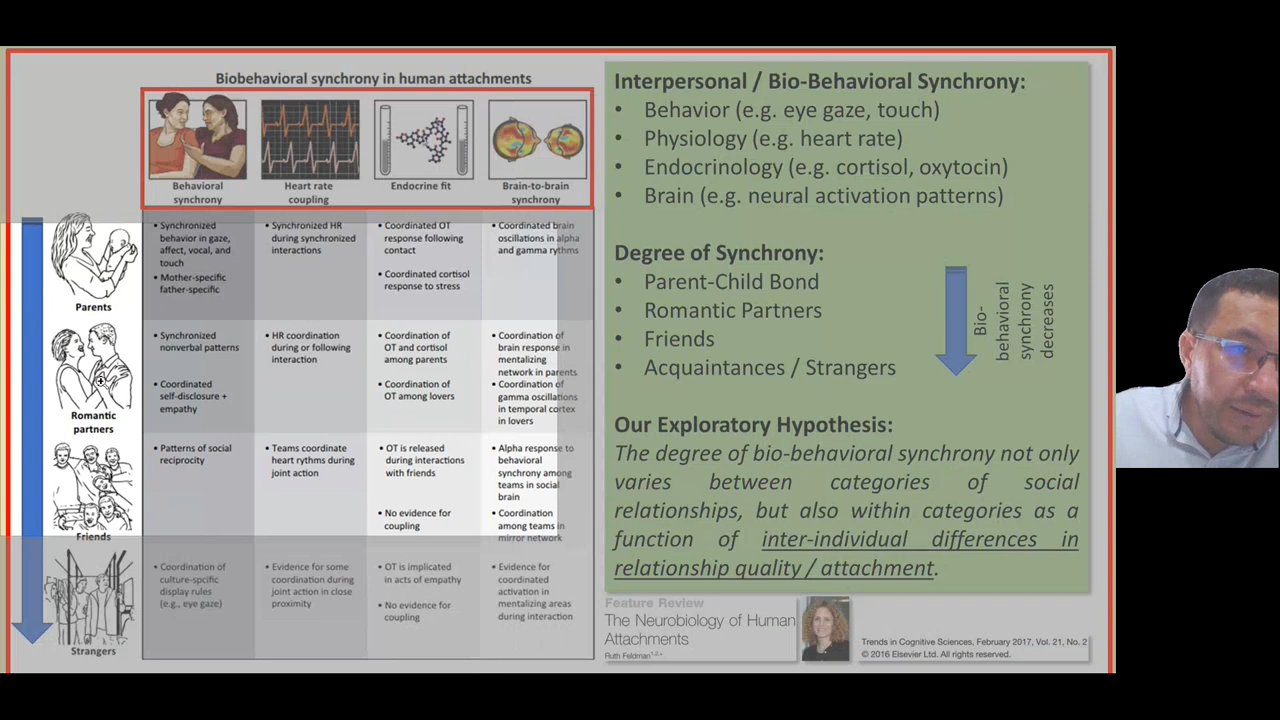 Biobehavioral synchrony in human attachments
Behavioral
synchrony
Heart rate
coupling
Endocrine fit
Brain-to-brain
synchrony
Parents
• Synchronized
behavior in gaze,
affect, vocal, and
touch
• Mother-specific
father-specific
• Synchronized HR
during synchronized
interactions
• Coordinated OT
response following
contact
• Coordinated cortisol
response to stress
• Coordinated brain
oscillations in alpha
and gamma rythms
Romantic
partners
• Synchronized
nonverbal patterns
• Coordinated
self-disclosure +
empathy
• HR coordination
during or following
interaction
• Coordination of
OT and cortisol
among parents
• Coordination of
OT among lovers
• Coordination of
brain response in
mentalizing
network in parents
• Coordination of
gamma oscillations
in temporal cortex
in lovers
Friends
• Patterns of social
reciprocity
• Teams coordinate
heart rythms during
joint action
• OT is released
during interactions
with friends
• No evidence for
coupling
• Alpha response to
behavioral
synchrony among
teams in social
brain
• Coordination
among teams in
mirror network
Strangers
• Coordination of
culture-spcific
display rules
(e.g., eye gaze)
• Evidence for some
coordination during
joint action in close
proximity
• OT is implicated
in acts of empathy
• No evidence for
coupling
• Evidence for
coordinated
activation in
mentalizing areas
during interaction
Interpersonal / Bio-Behavioral Synchrony:
• Behavior (e.g. eye gaze, touch)
• Physiology (e.g. heart rate)
• Endocrinology (e.g. cortisol, oxytocin)
• Brain (e.g. neural activation patterns)
Degree of Synchrony:
• Parent-Child Bond
• Romantic Partners
• Friends
• Acquaintances / Strangers
Bio-
behavioral
synchrony
decreases
Our Exploratory Hypothesis:
The degree of bio-behavioral synchrony not only
varies between categories of social
relationships, but also within categories as a
function of inter-individual differences in
relationship quality / attachment.
Feature Review
The Neurobiology of Human
Attachments
Ruth Feldman1,2,*
Trends in Cognitive Sciences, February 2017, Vol. 21, No. 2
© 2016 Elsevier Ltd. All rights reserved.